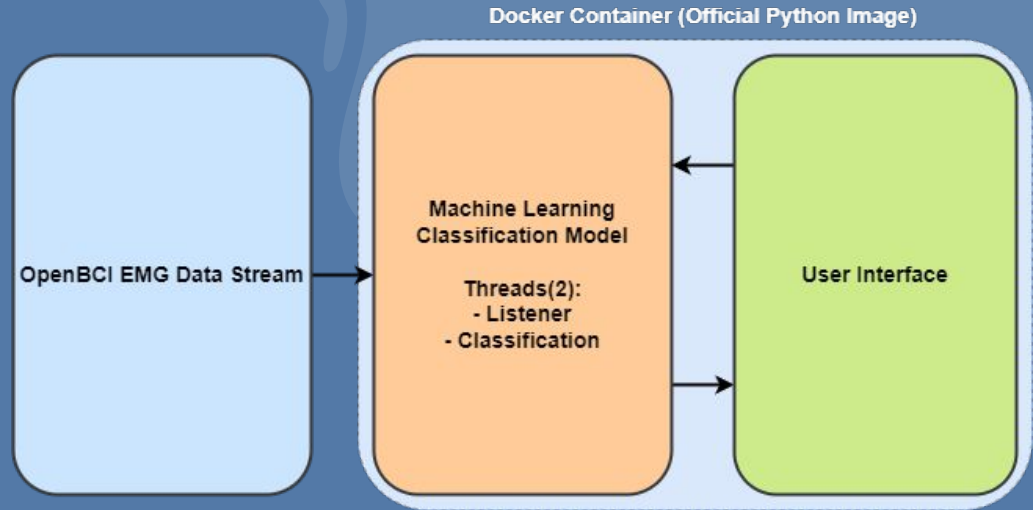 Docker Container (Official Python Image)
OpenBCI EMG Data Stream
Machine Learning
Classification Model
Threads(2):
- Listener
- Classification
User Interface